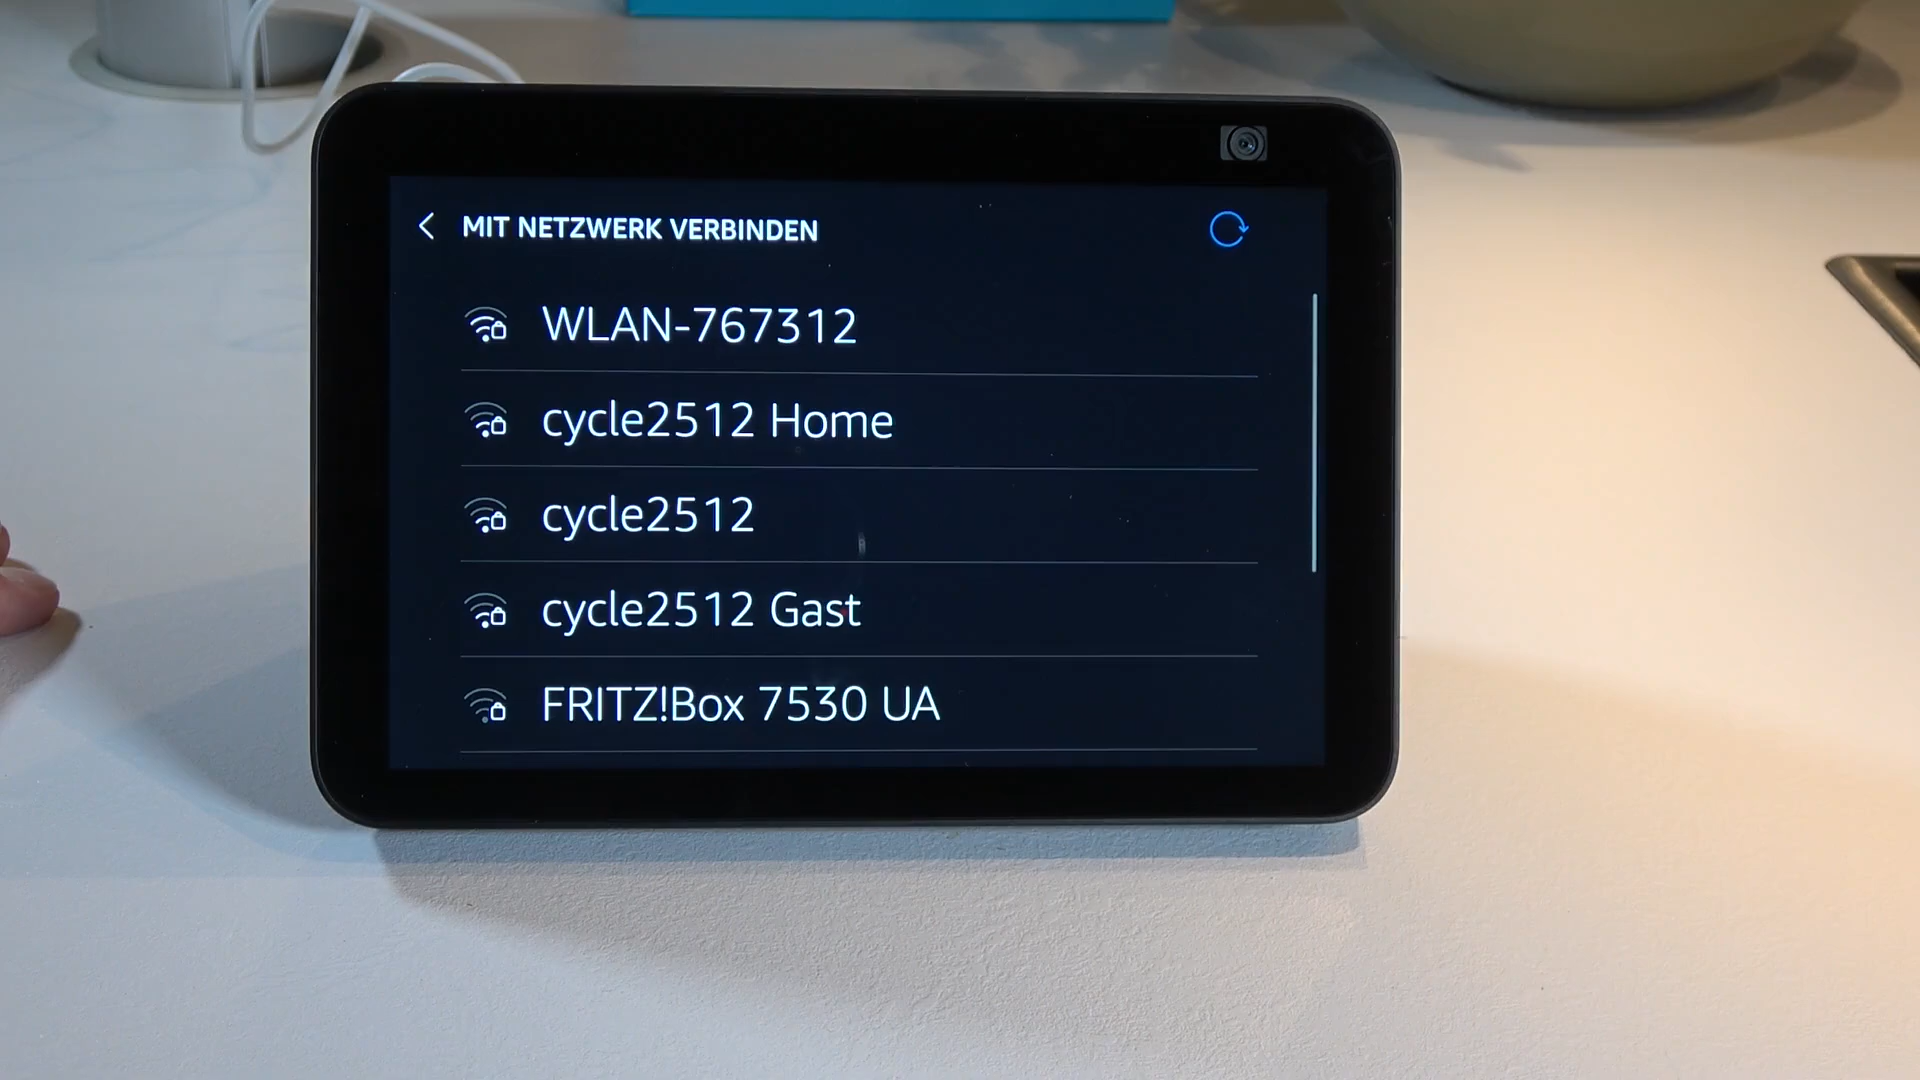 MIT NETZWERK VERBINDEN
WLAN-767312
cycle2512 Home
cycle2512
cycle2512 Gast
FRITZ!Box 7530 UA